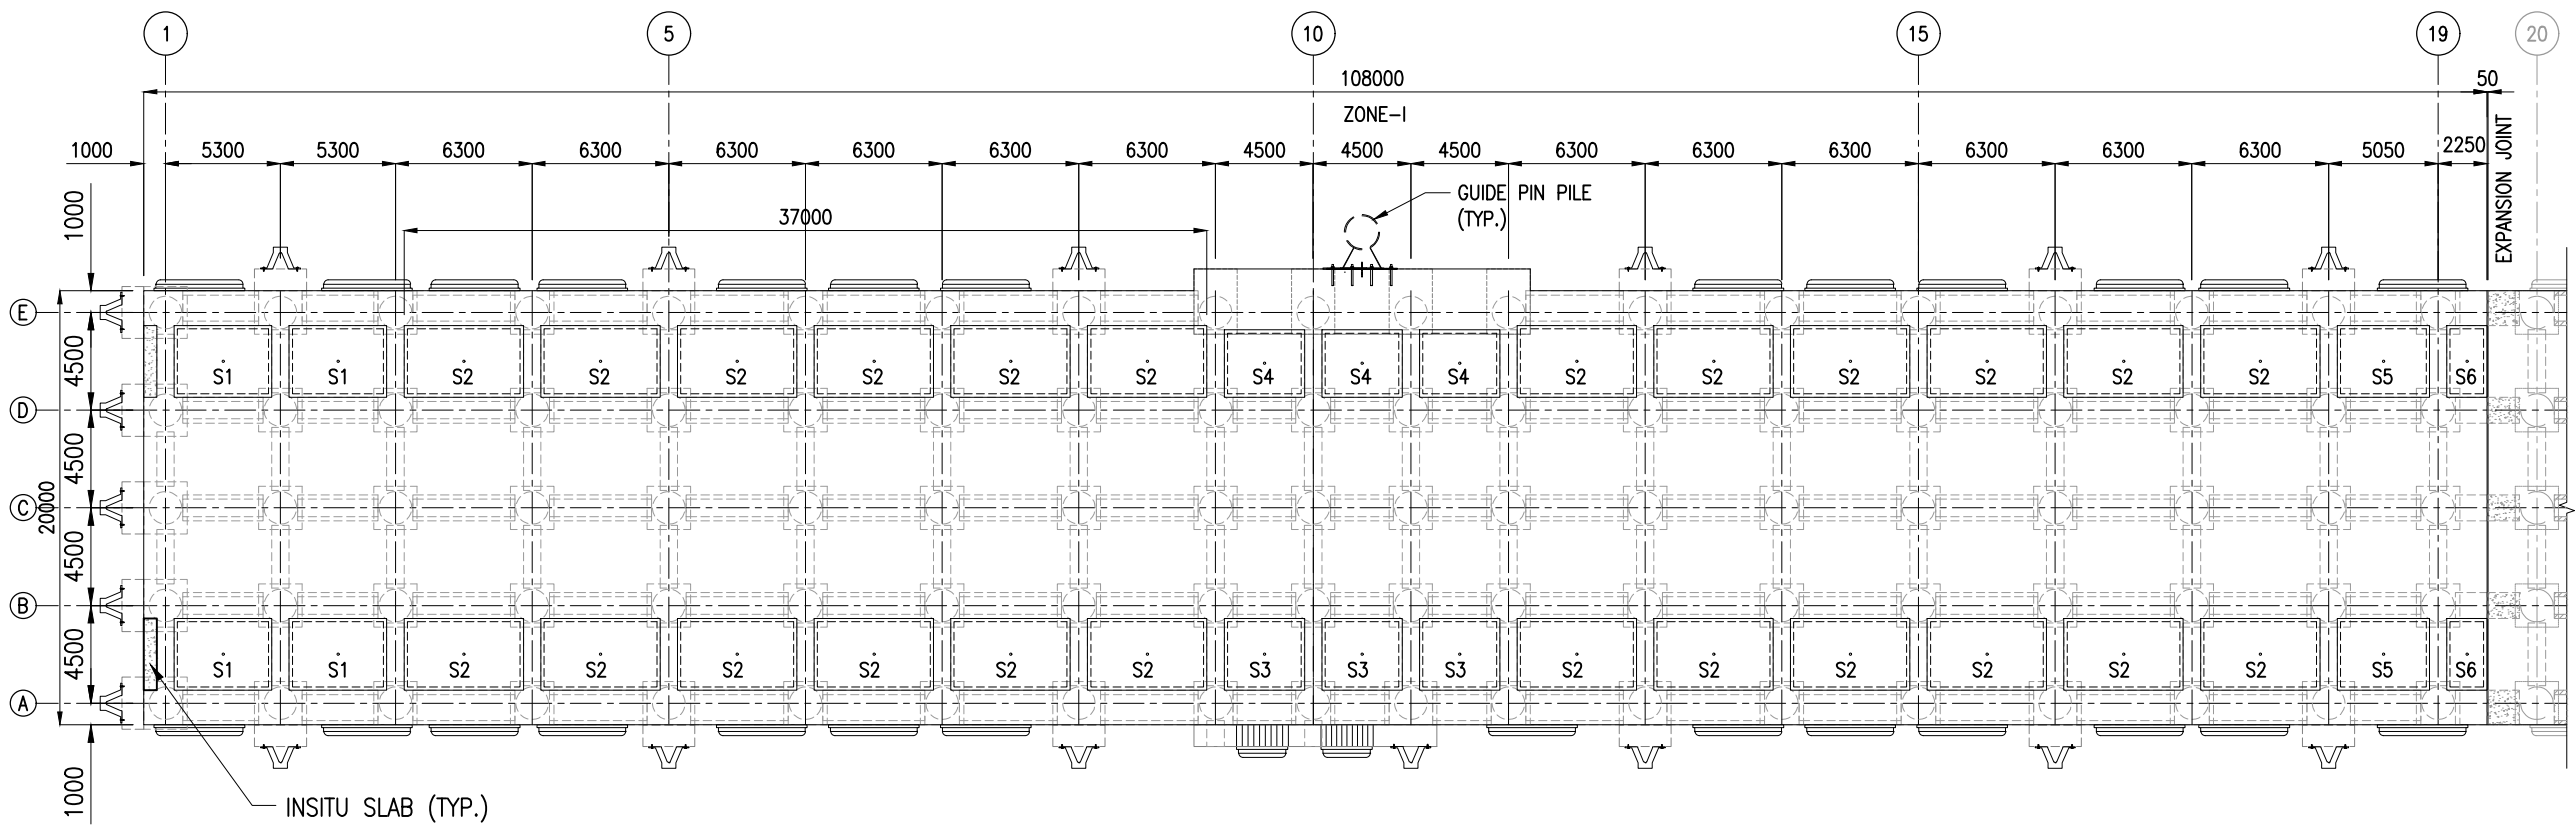 1 5 10 15 19 20
108000 50
ZONE-I
1000 5300 5300 6300 6300 6300 6300 6300 6300 4500 4500 4500 6300 6300 6300 6300 6300 6300 5050 2250
EXPANSION JOINT
1000
37000
GUIDE PIN PILE
(TYP.)
E
4500
S1 S1 S2 S2 S2 S2 S2 S2 S4 S4 S4 S2 S2 S2 S2 S2 S2 S5 S6
D
4500
C
20000
4500
B
4500
S1 S1 S2 S2 S2 S2 S2 S2 S3 S3 S3 S2 S2 S2 S2 S2 S2 S5 S6
A
1000
INSITU SLAB (TYP.)